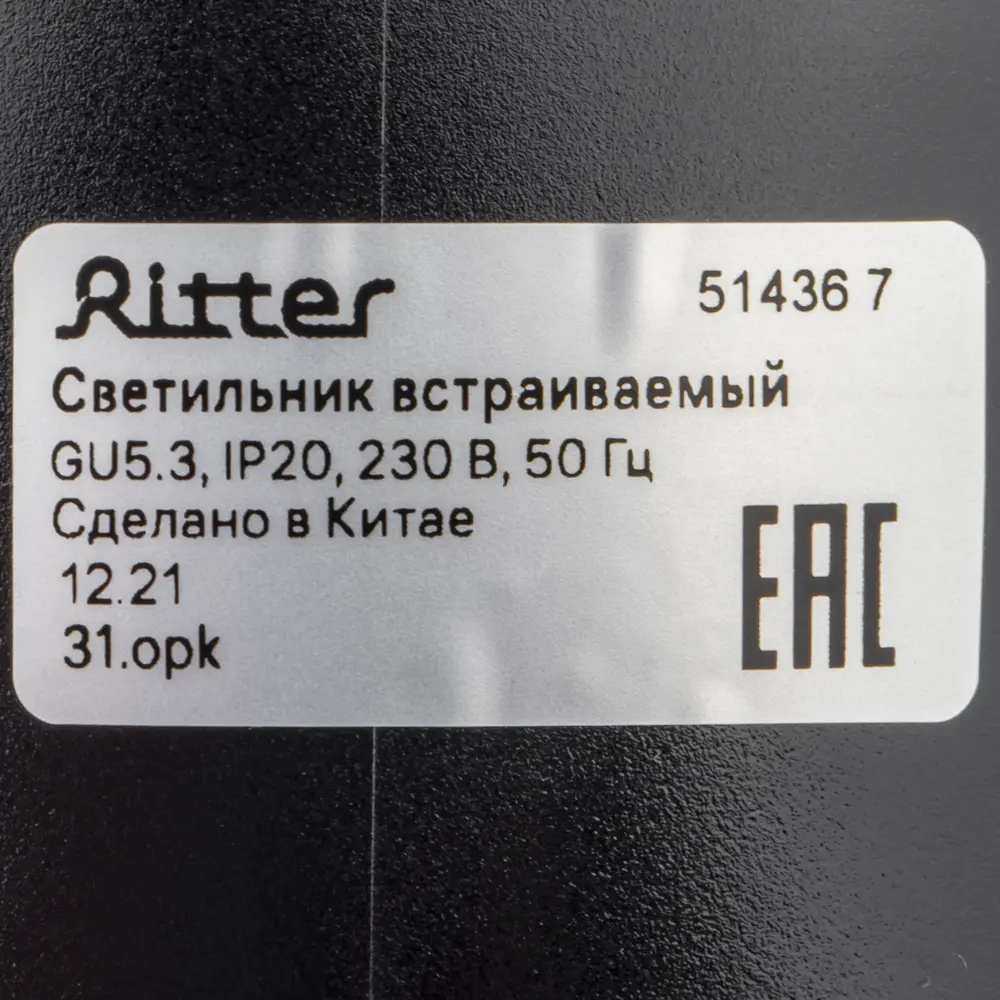 Ritter
51436 7
Светильник встраиваемый
GU5.3, IP20, 230 В, 50 Гц
Сделано в Китае
12.21
31.opk
EAC